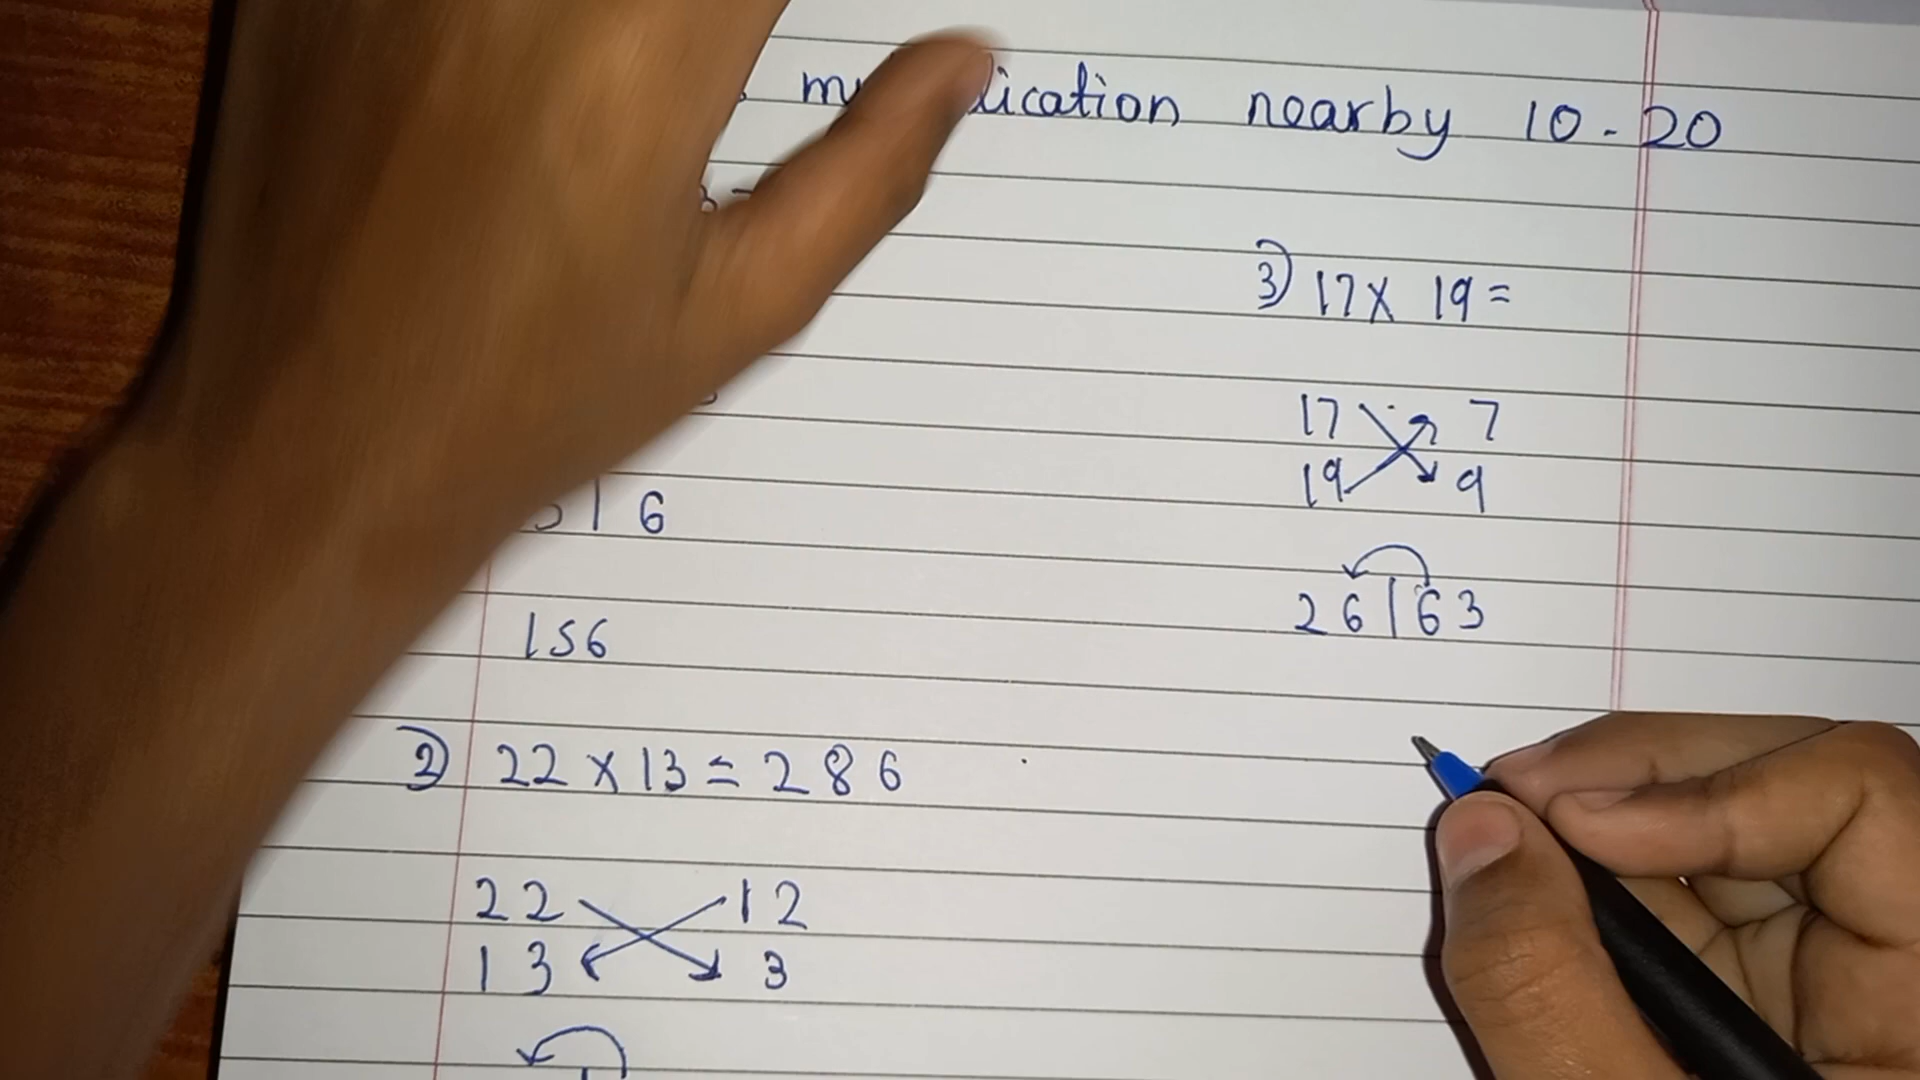 nearby 10-20
3) 17 x 19 =
17 7
19 9
26|63
| 6
156
2) 22 x 13 = 286
22 12
13 3